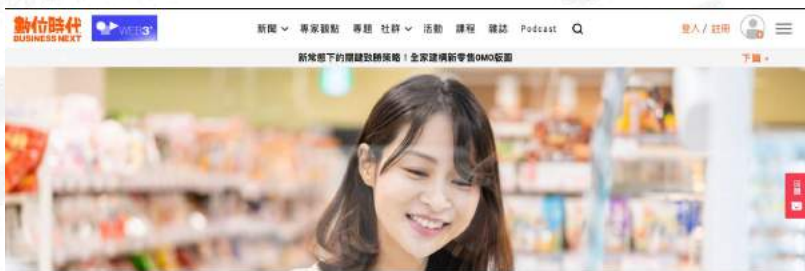 數位時代
BUSINESS NEXT
WEB3+
新聞 專家觀點 專題 社群 活動 課程 雜誌 Podcast
登入 / 註冊
新常態下的關鍵致勝策略！全家建構新零售OMO版圖
下篇